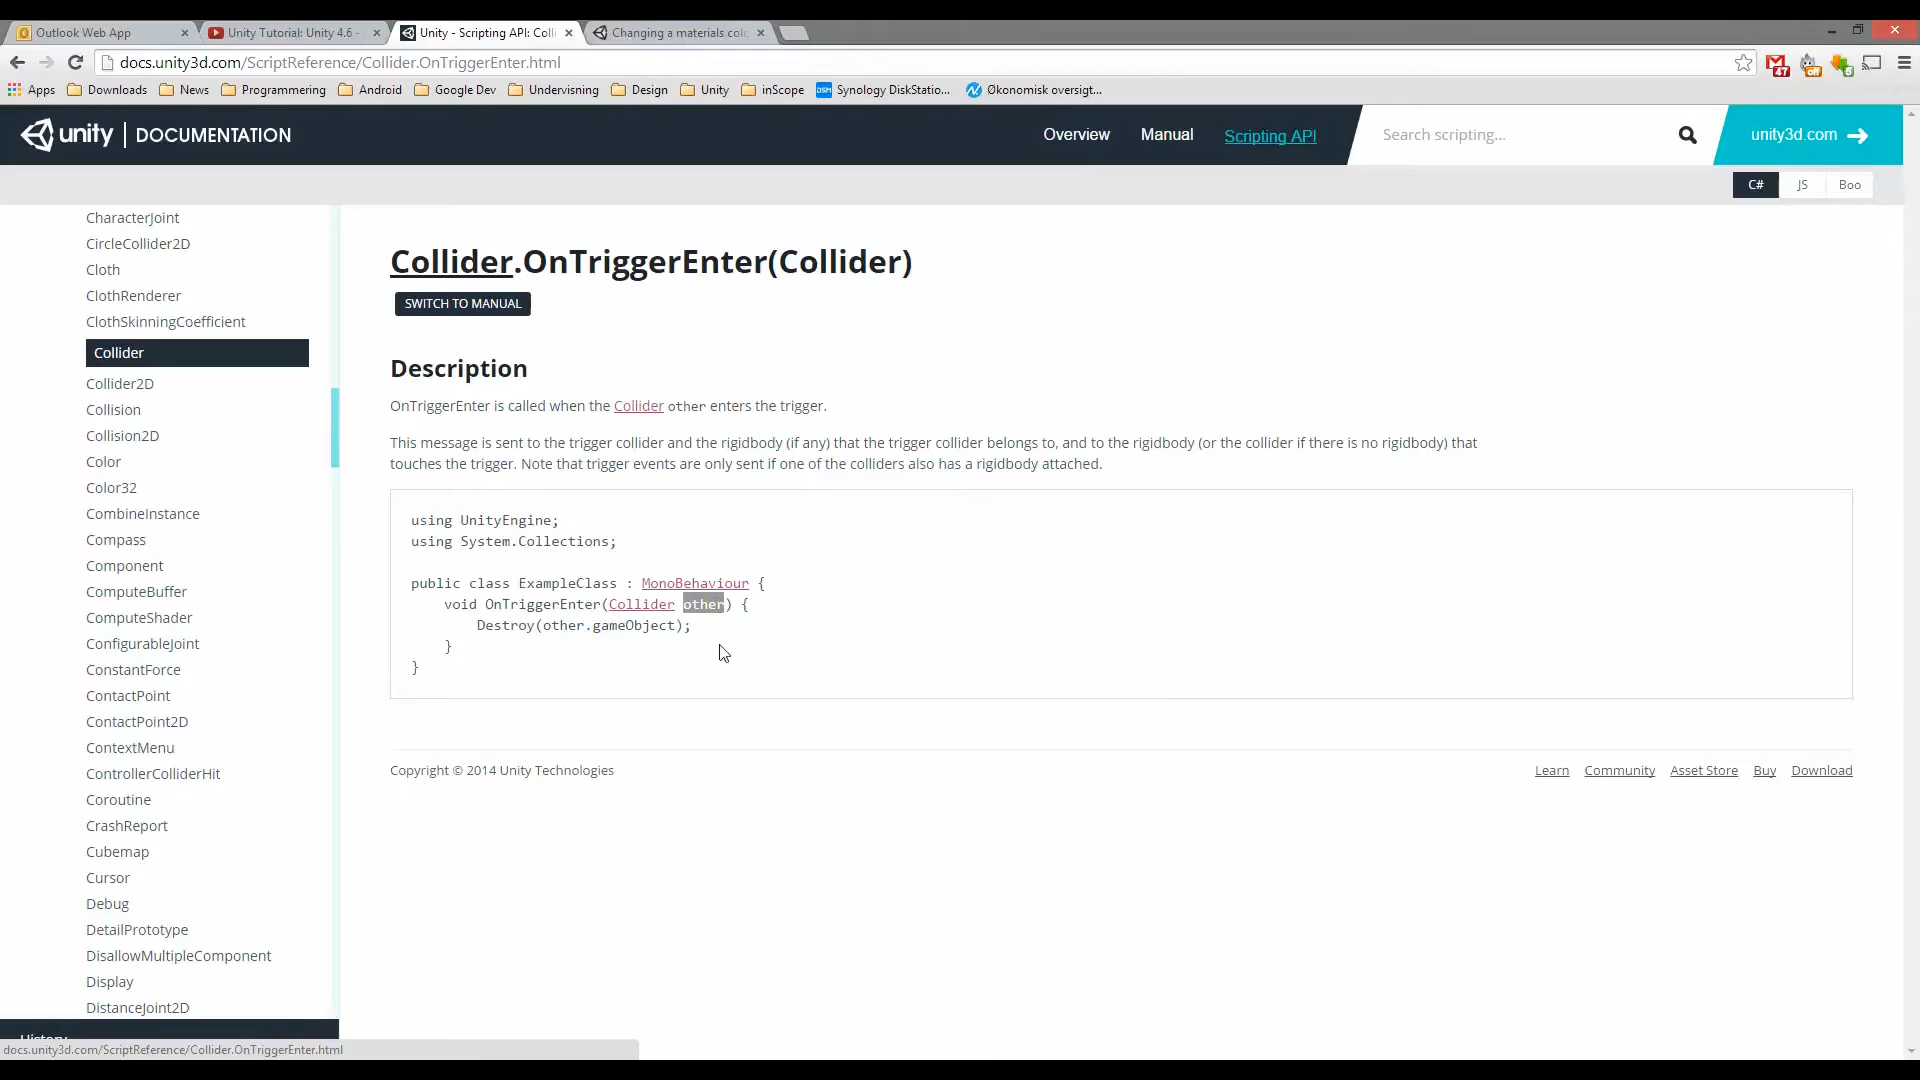 Outlook Web App
Unity Tutorial: Unity 4.6 -
Unity - Scripting API: Colli
Changing a materials colo
docs.unity3d.com/ScriptReference/Collider.OnTriggerEnter.html
47
off
Apps
Downloads
News
Programmering
Android
Google Dev
Undervisning
Design
Unity
inScope
DSM
Synology DiskStatio...
Økonomisk oversigt...
unity | DOCUMENTATION
Overview
Manual
Scripting API
Search scripting...
unity3d.com
C#
JS
Boo
CharacterJoint
CircleCollider2D
Cloth
ClothRenderer
ClothSkinningCoefficient
Collider
Collider2D
Collision
Collision2D
Color
Color32
CombineInstance
Compass
Component
ComputeBuffer
ComputeShader
ConfigurableJoint
ConstantForce
ContactPoint
ContactPoint2D
ContextMenu
ControllerColliderHit
Coroutine
CrashReport
Cubemap
Cursor
Debug
DetailPrototype
DisallowMultipleComponent
Display
DistanceJoint2D
History
docs.unity3d.com/ScriptReference/Collider.OnTriggerEnter.html
Collider.OnTriggerEnter(Collider)
SWITCH TO MANUAL
Description
OnTriggerEnter is called when the Collider other enters the trigger.
This message is sent to the trigger collider and the rigidbody (if any) that the trigger collider belongs to, and to the rigidbody (or the collider if there is no rigidbody) that
touches the trigger. Note that trigger events are only sent if one of the colliders also has a rigidbody attached.
using UnityEngine;
using System.Collections;
public class ExampleClass : MonoBehaviour {
void OnTriggerEnter(Collider other) {
Destroy(other.gameObject);
}
}
Copyright © 2014 Unity Technologies
Learn
Community
Asset Store
Buy
Download